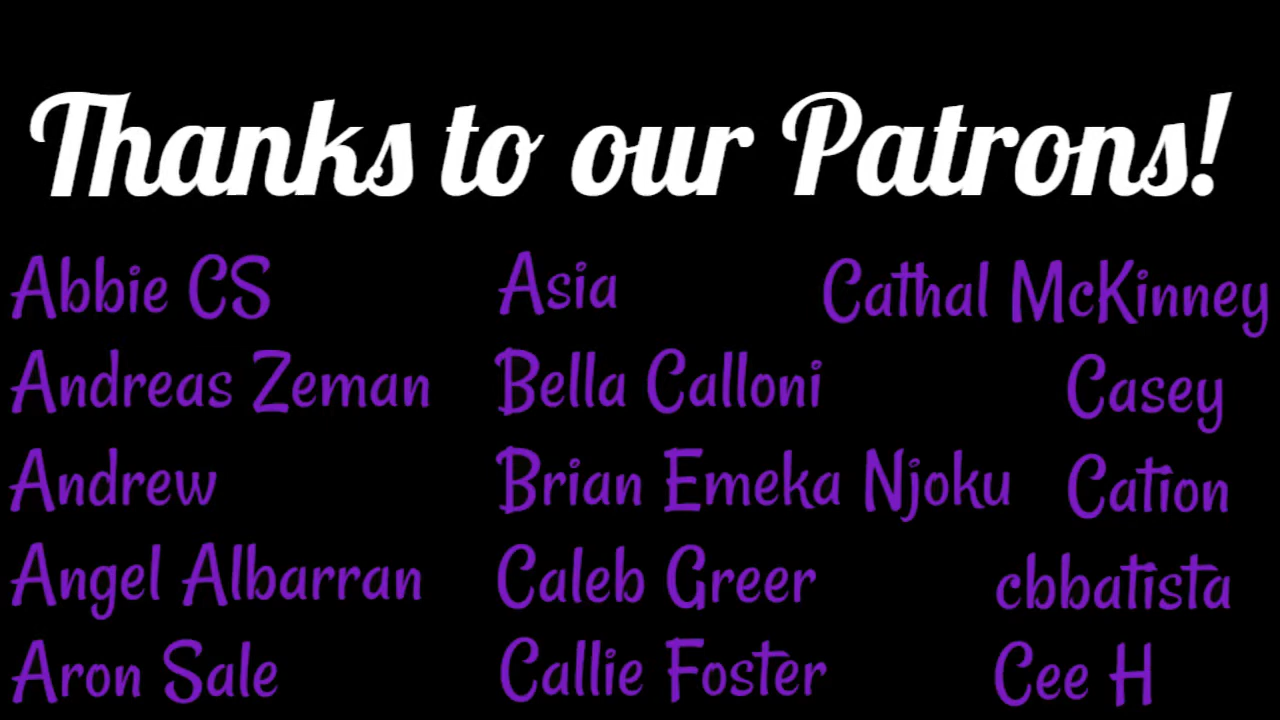 Thanks to our Patrons!
Abbie CS
Andreas Zeman
Andrew
Angel Albarran
Aron Sale
Asia
Bella Calloni
Brian Emeka Njoku
Caleb Greer
Callie Foster
Cathal McKinney
Casey
Cation
cbbatista
Cee H